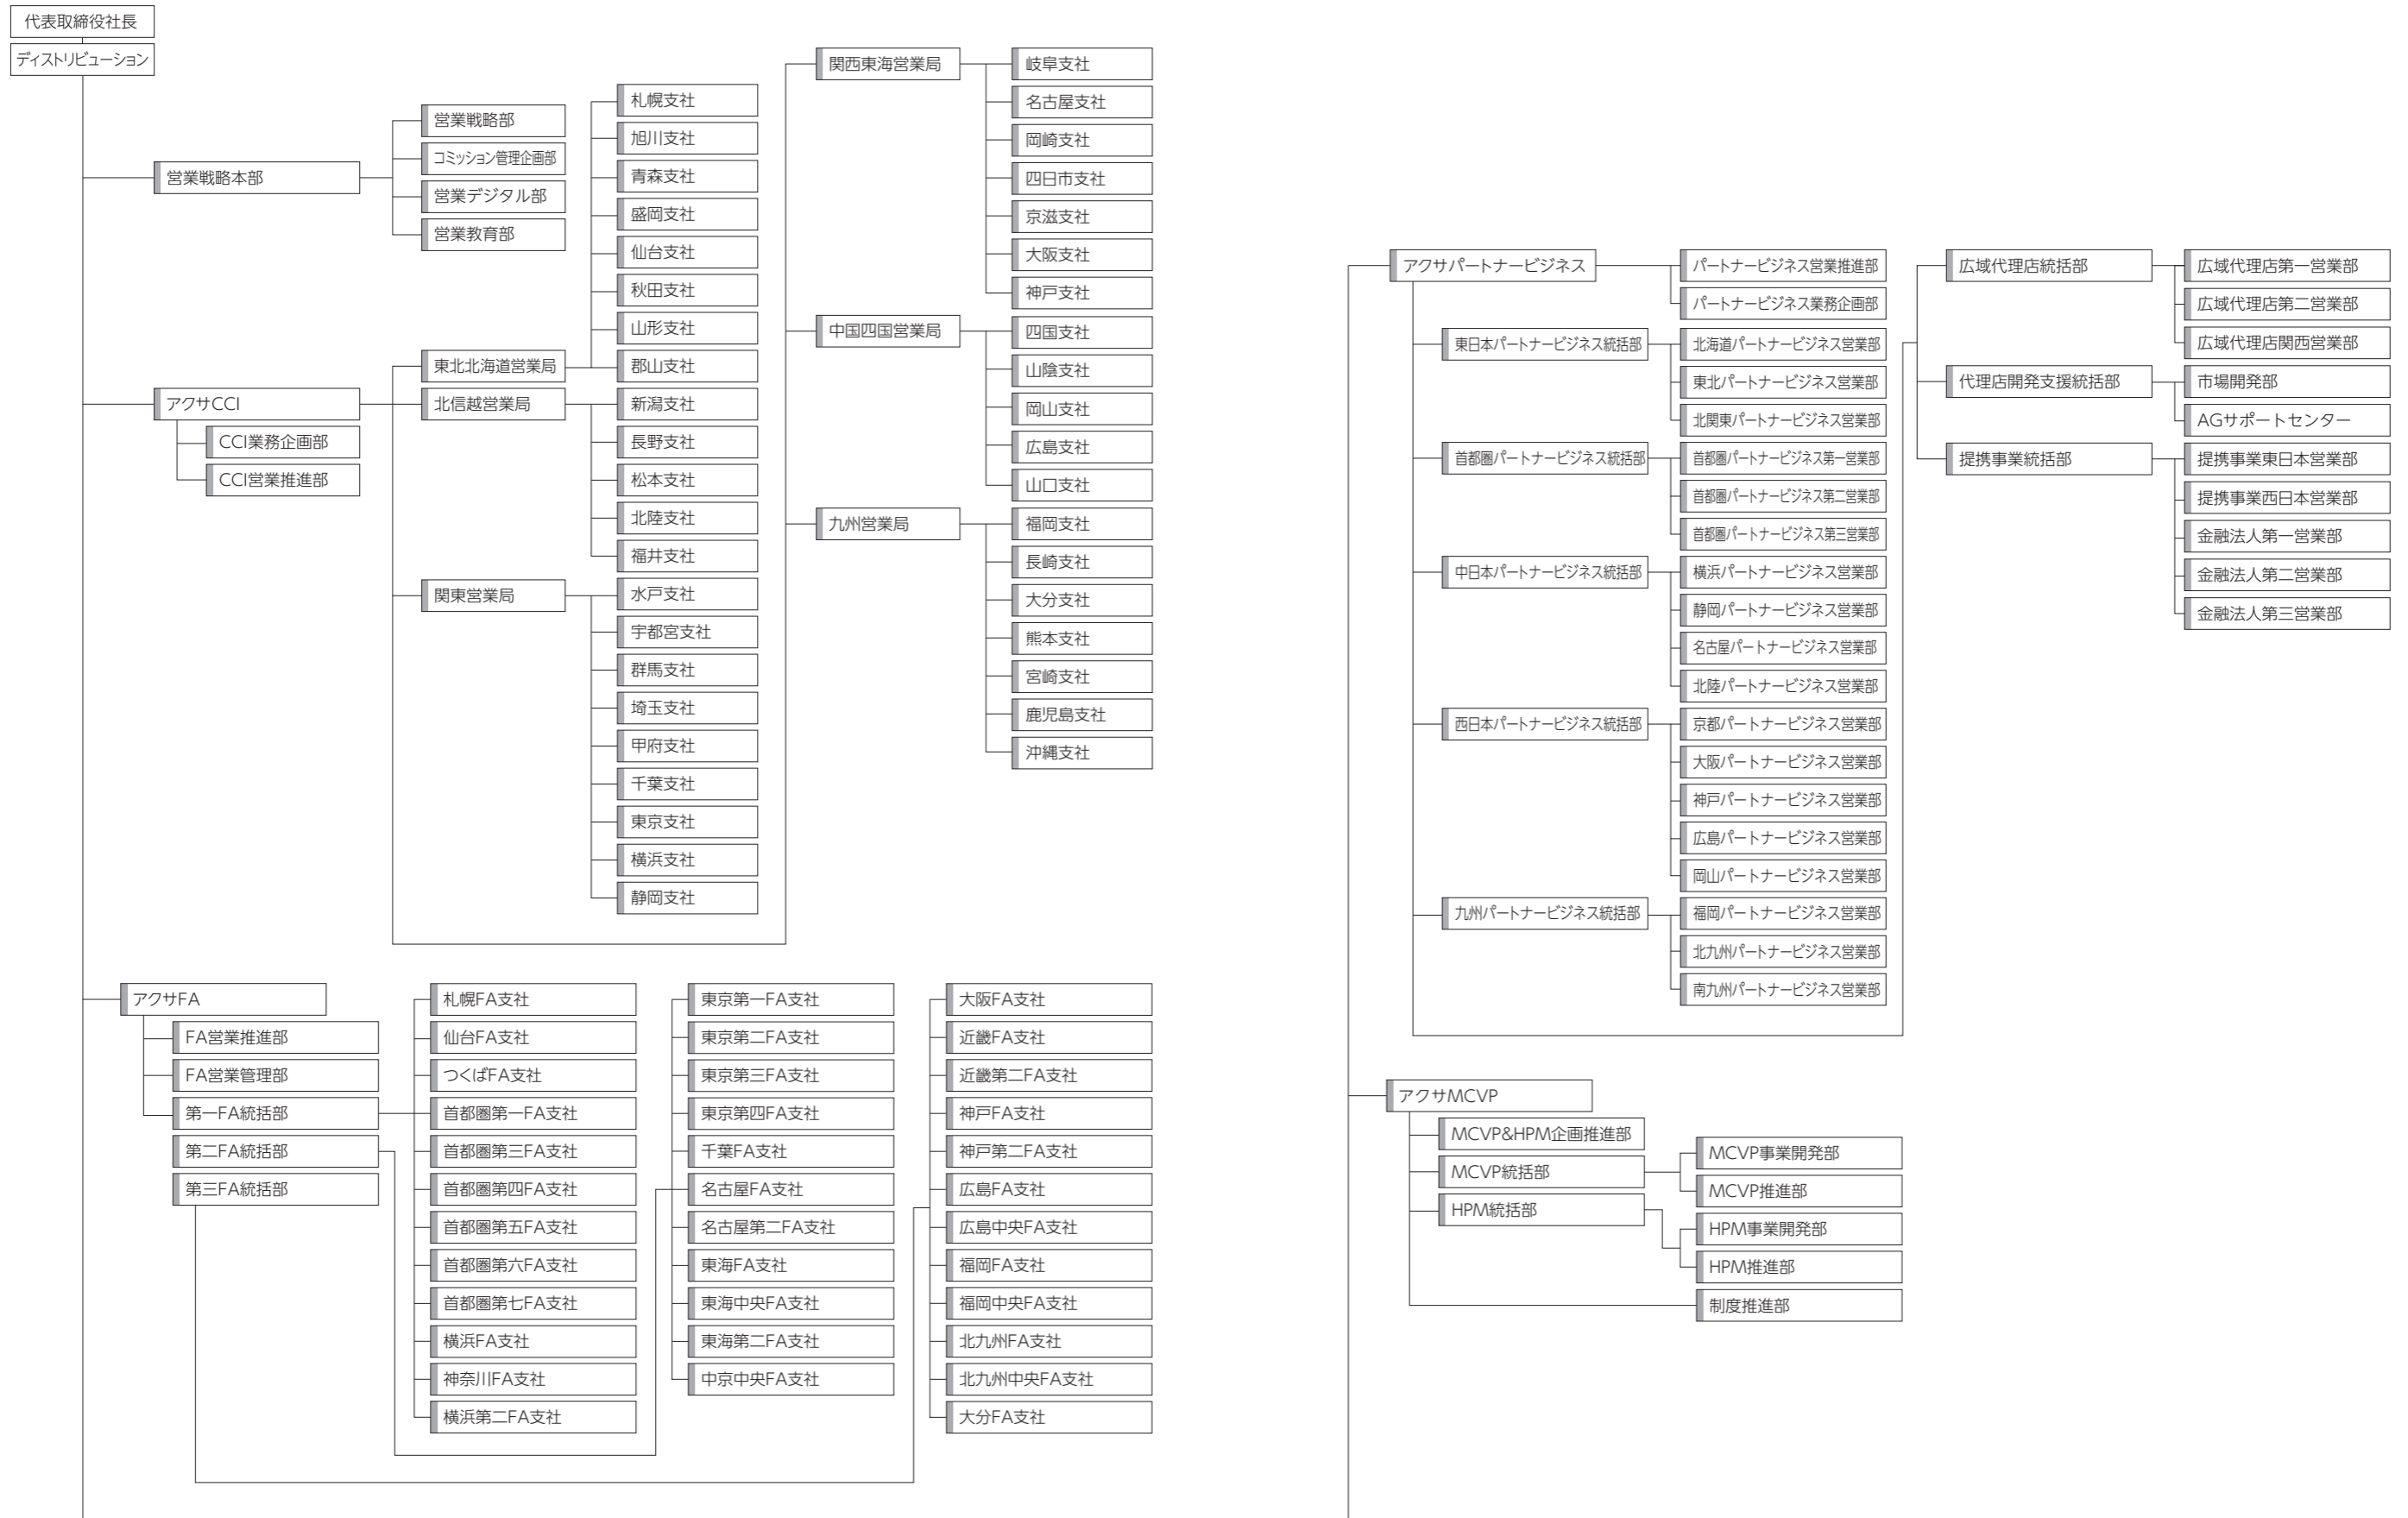 代表取締役社長
ディストリビューション
営業戦略本部
営業戦略部
コミッション管理企画部
営業デジタル部
営業教育部
アクサCCI
CCI業務企画部
CCI営業推進部
東北北海道営業局
札幌支社
旭川支社
青森支社
盛岡支社
仙台支社
秋田支社
山形支社
郡山支社
北信越営業局
新潟支社
長野支社
松本支社
北陸支社
福井支社
関東営業局
水戸支社
宇都宮支社
群馬支社
埼玉支社
甲府支社
千葉支社
東京支社
横浜支社
静岡支社
関西東海営業局
岐阜支社
名古屋支社
岡崎支社
四日市支社
京滋支社
大阪支社
神戸支社
中国四国営業局
四国支社
山陰支社
岡山支社
広島支社
山口支社
九州営業局
福岡支社
長崎支社
大分支社
熊本支社
宮崎支社
鹿児島支社
沖縄支社
アクサFA
FA営業推進部
FA営業管理部
第一FA統括部
第二FA統括部
第三FA統括部
札幌FA支社
仙台FA支社
つくばFA支社
首都圏第一FA支社
首都圏第三FA支社
首都圏第四FA支社
首都圏第五FA支社
首都圏第六FA支社
首都圏第七FA支社
横浜FA支社
神奈川FA支社
横浜第二FA支社
東京第一FA支社
東京第二FA支社
東京第三FA支社
東京第四FA支社
千葉FA支社
名古屋FA支社
名古屋第二FA支社
東海FA支社
東海中央FA支社
東海第二FA支社
中京中央FA支社
大阪FA支社
近畿FA支社
近畿第二FA支社
神戸FA支社
神戸第二FA支社
広島FA支社
広島中央FA支社
福岡FA支社
福岡中央FA支社
北九州FA支社
北九州中央FA支社
大分FA支社
アクサパートナービジネス
パートナービジネス営業推進部
パートナービジネス業務企画部
東日本パートナービジネス統括部
北海道パートナービジネス営業部
東北パートナービジネス営業部
北関東パートナービジネス営業部
首都圏パートナービジネス統括部
首都圏パートナービジネス第一営業部
首都圏パートナービジネス第二営業部
首都圏パートナービジネス第三営業部
中日本パートナービジネス統括部
横浜パートナービジネス営業部
静岡パートナービジネス営業部
名古屋パートナービジネス営業部
北陸パートナービジネス営業部
西日本パートナービジネス統括部
京都パートナービジネス営業部
大阪パートナービジネス営業部
神戸パートナービジネス営業部
広島パートナービジネス営業部
岡山パートナービジネス営業部
九州パートナービジネス統括部
福岡パートナービジネス営業部
北九州パートナービジネス営業部
南九州パートナービジネス営業部
広域代理店統括部
広域代理店第一営業部
広域代理店第二営業部
広域代理店関西営業部
代理店開発支援統括部
市場開発部
AGサポートセンター
提携事業統括部
提携事業東日本営業部
提携事業西日本営業部
金融法人第一営業部
金融法人第二営業部
金融法人第三営業部
アクサMCVP
MCVP&HPM企画推進部
MCVP統括部
MCVP事業開発部
MCVP推進部
HPM統括部
HPM事業開発部
HPM推進部
制度推進部